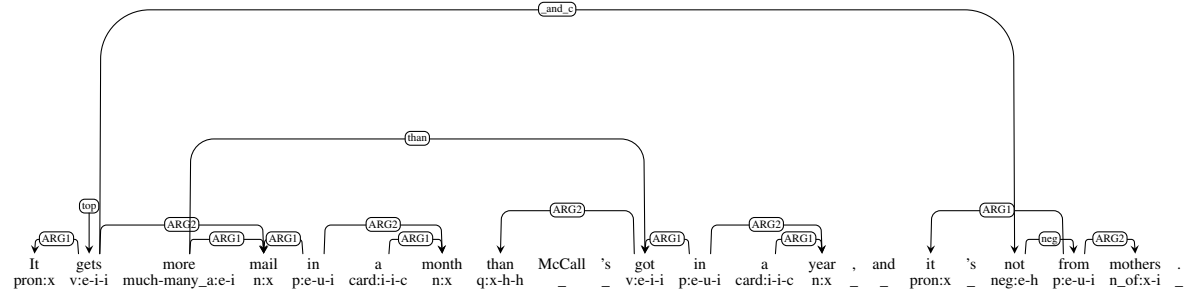 _and_c
than
top
ARG2 ARG2 ARG2 ARG2 ARG1
ARG1 ARG1 ARG1 ARG1 ARG1 ARG1 neg ARG2
It gets more mail in a month than McCall 's got in a year , and it 's not from mothers .
pron:x v:e-i-i much-many_a:e-i n:x p:e-u-i card:i-i-c n:x q:x-h-h _ _ v:e-i-i p:e-u-i card:i-i-c n:x _ _ pron:x _ neg:e-h p:e-u-i n_of:x-i _